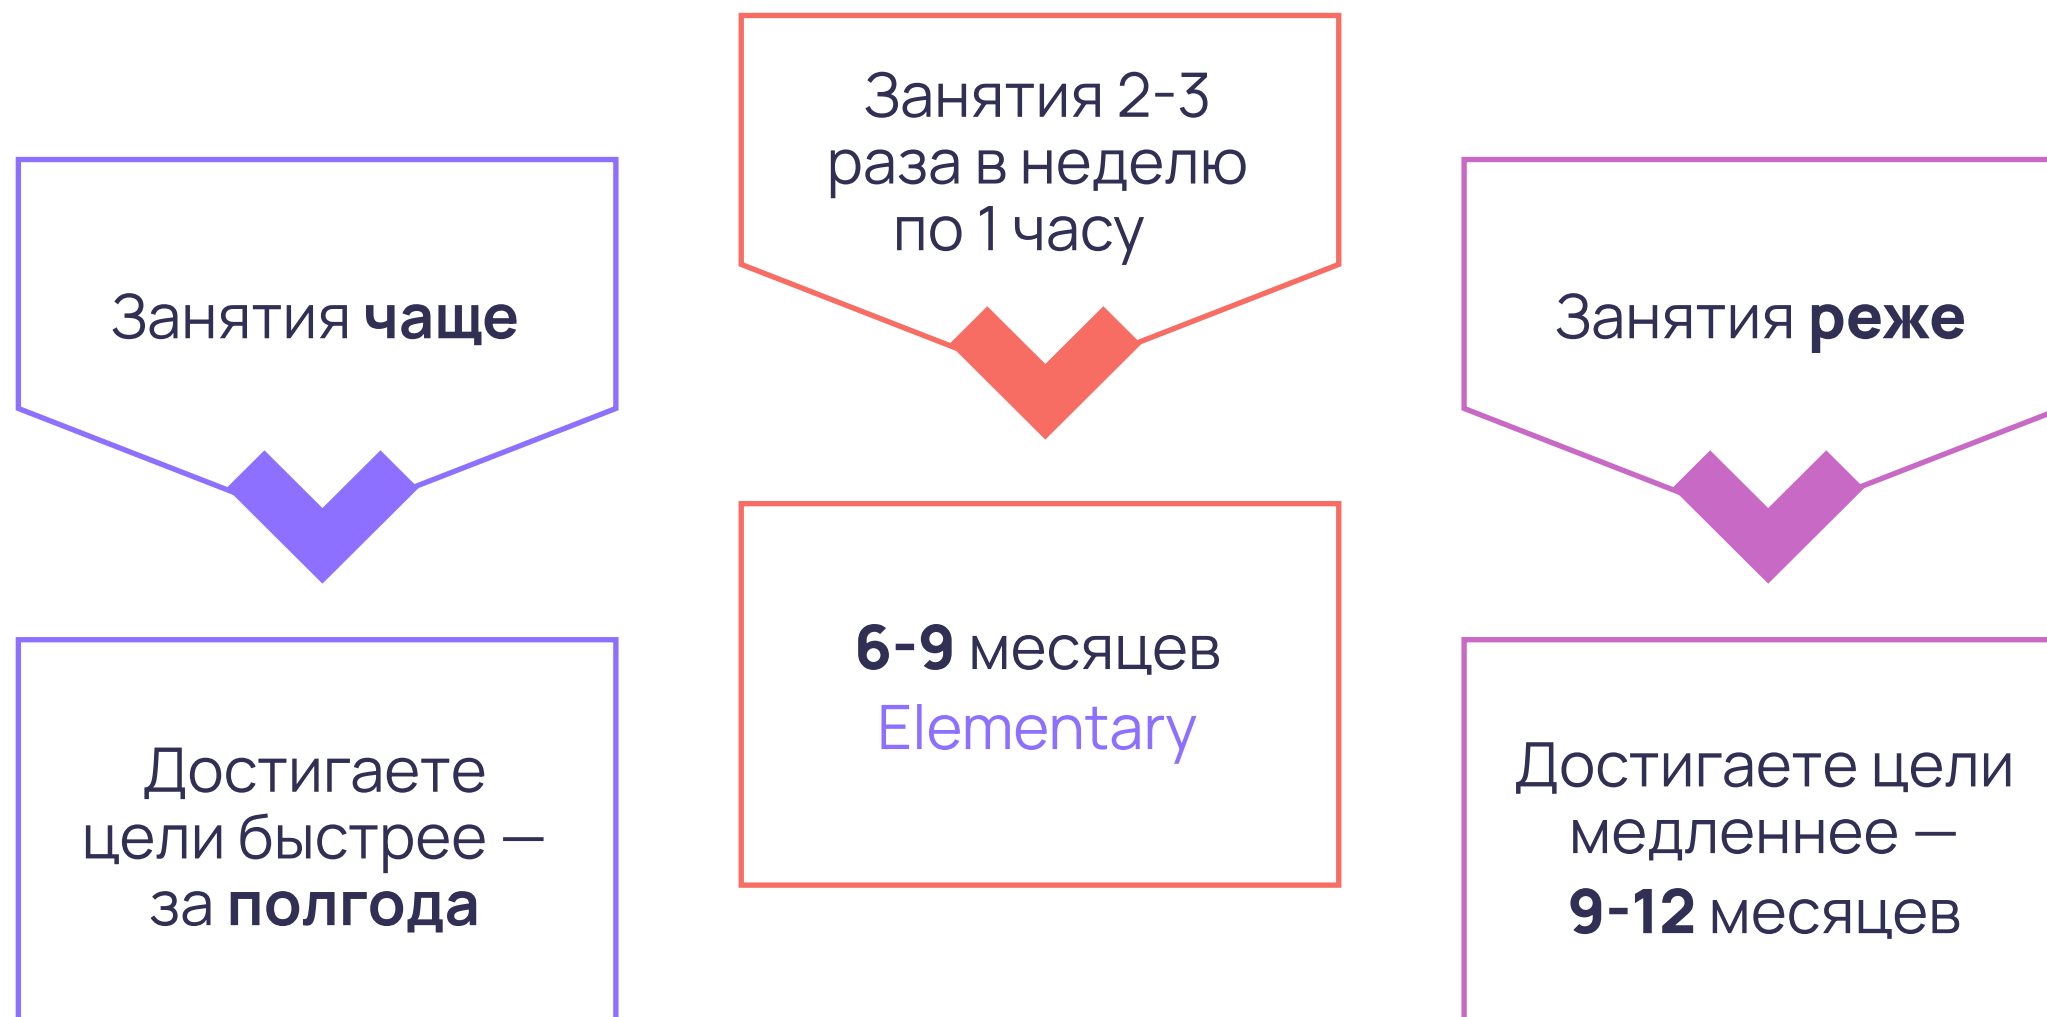 Занятия чаще
Достигаете
цели быстрее —
за полгода
Занятия 2-3
раза в неделю
по 1 часу
6-9 месяцев
Elementary
Занятия реже
Достигаете цели
медленнее —
9-12 месяцев